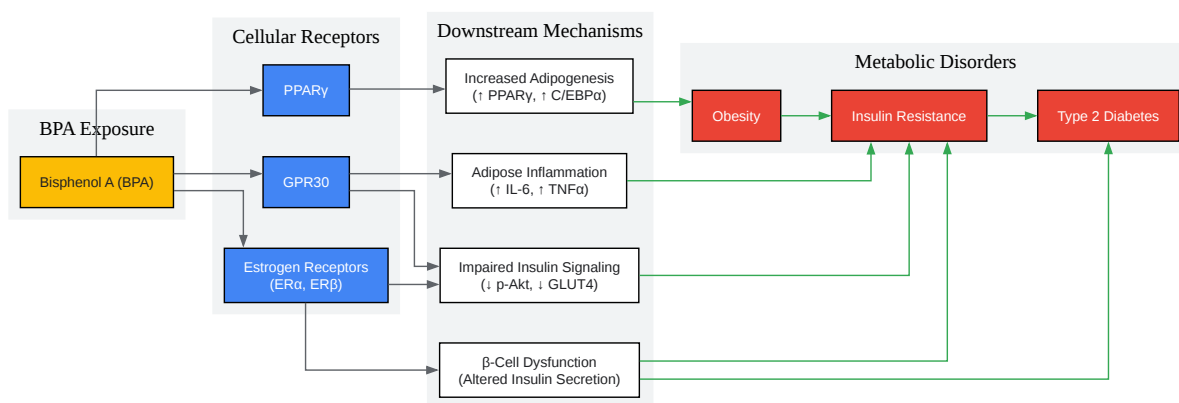 BPA Exposure
Bisphenol A (BPA)
Cellular Receptors
PPARγ
GPR30
Estrogen Receptors
(ERα, ERβ)
Downstream Mechanisms
Increased Adipogenesis
(↑ PPARγ, ↑ C/EBPα)
Adipose Inflammation
(↑ IL-6, ↑ TNFα)
Impaired Insulin Signaling
(↓ p-Akt, ↓ GLUT4)
β-Cell Dysfunction
(Altered Insulin Secretion)
Metabolic Disorders
Obesity
Insulin Resistance
Type 2 Diabetes